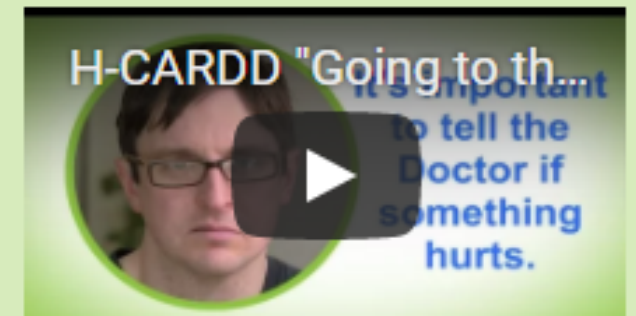 H-CARDD "Going to th...
It's important
to tell the
Doctor if
something
hurts.